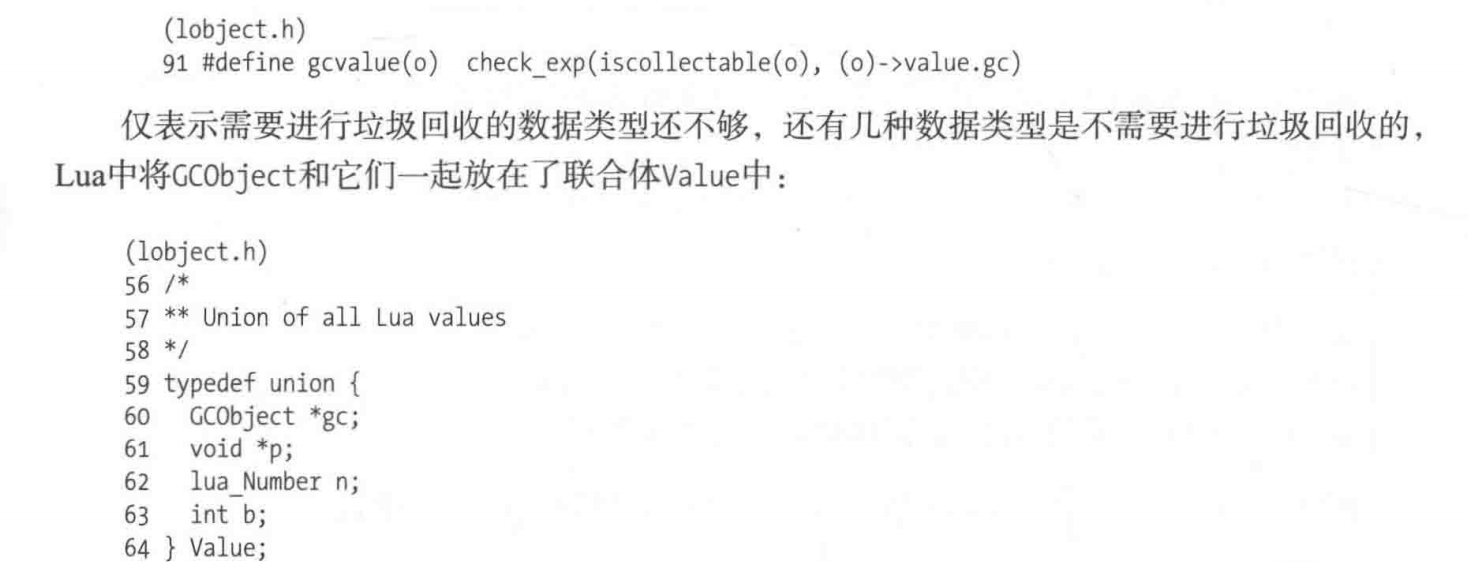 (lobject.h)
91 #define gcvalue(o)  check_exp(iscollectable(o), (o)->value.gc)
仅表示需要进行垃圾回收的数据类型还不够，还有几种数据类型是不需要进行垃圾回收的，
Lua中将GCObject和它们一起放在了联合体Value中：
(lobject.h)
56 /*
57 ** Union of all Lua values
58 */
59 typedef union {
60   GCObject *gc;
61   void *p;
62   lua_Number n;
63   int b;
64 } Value;